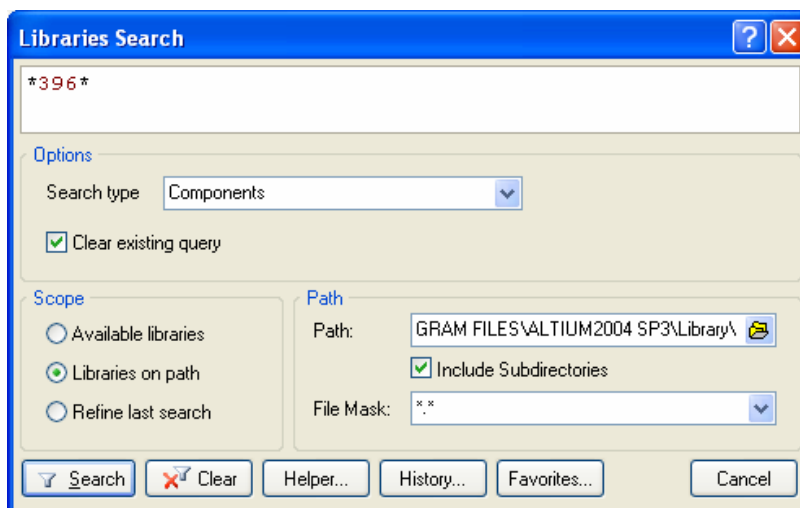 Libraries Search
*396*
Options
Search type Components
Clear existing query
Scope
Available libraries
Libraries on path
Refine last search
Path
Path: GRAM FILES\ALTIUM2004 SP3\Library\
Include Subdirectories
File Mask: *.*
Search Clear Helper... History... Favorites... Cancel